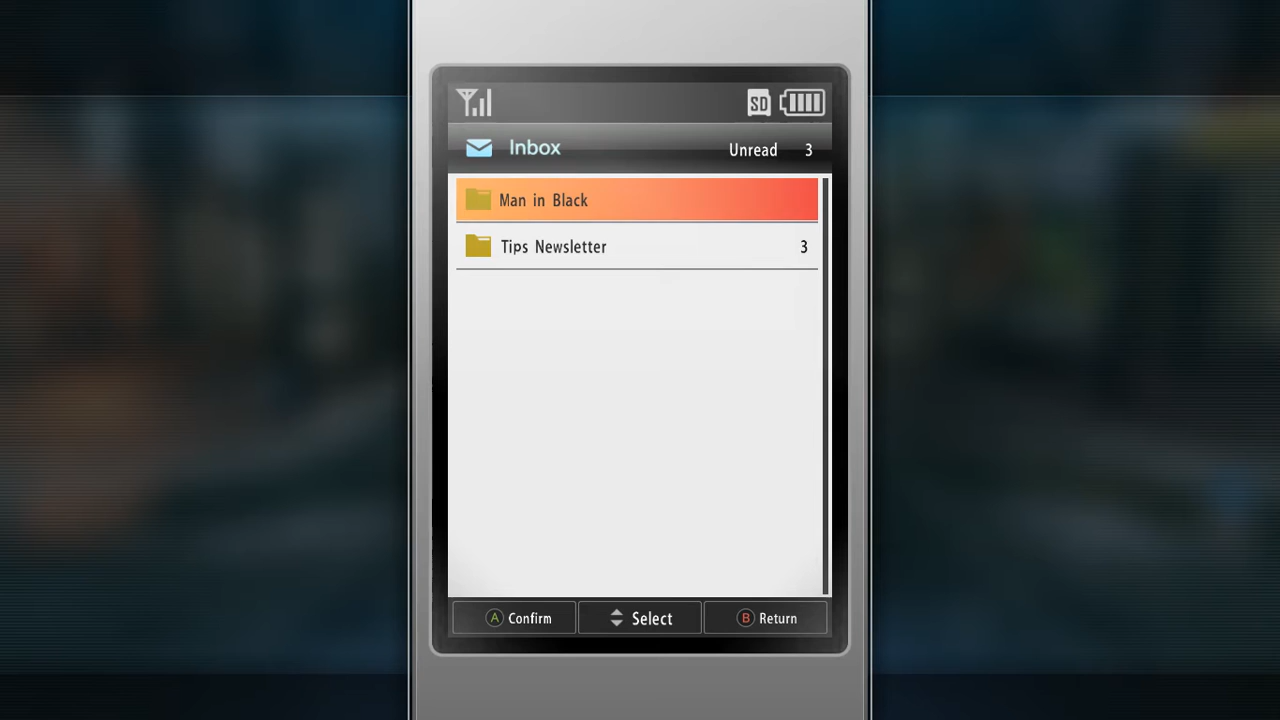 SD
Inbox Unread 3
Man in Black
Tips Newsletter 3
A Confirm Select B Return